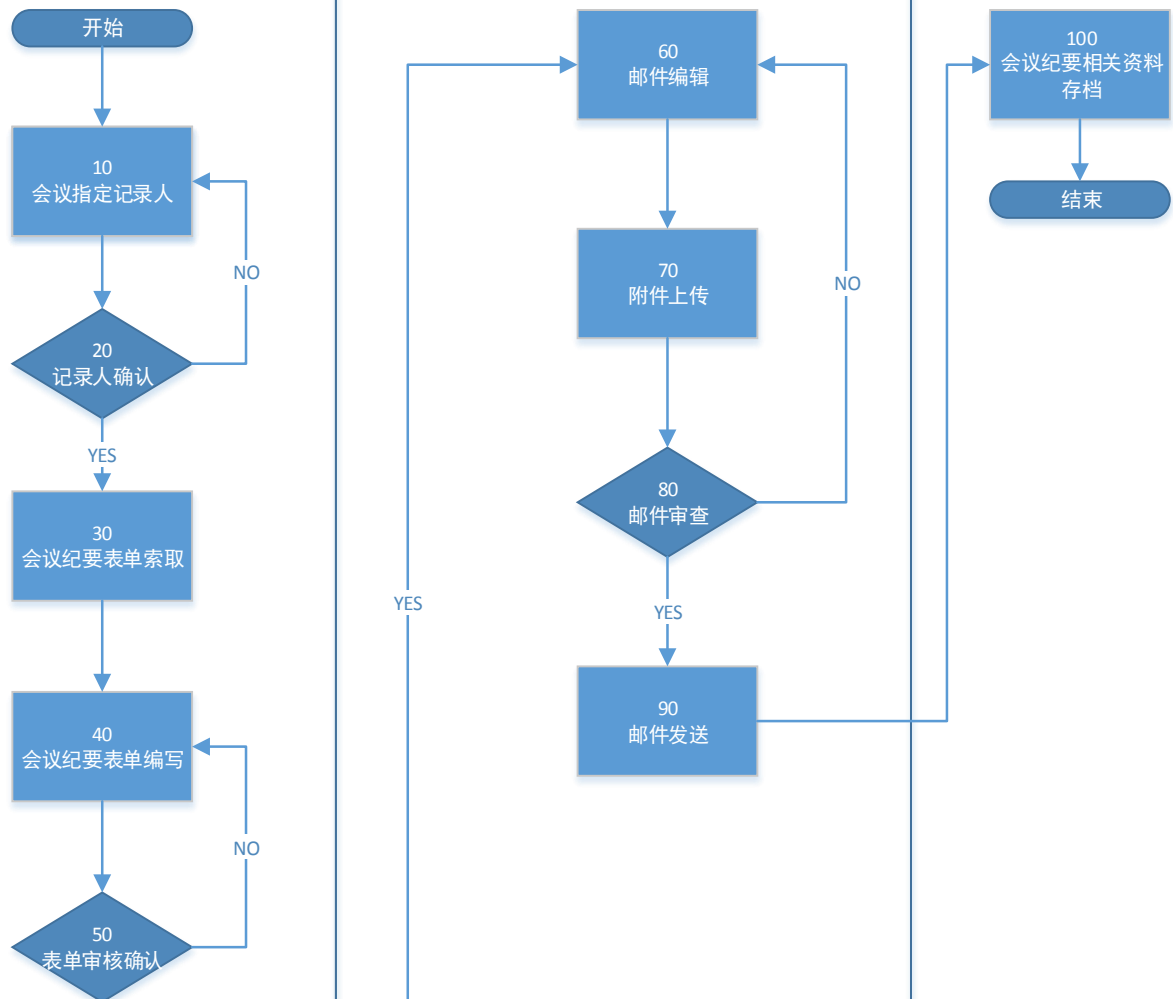 开始
10
会议指定记录人
NO
20
记录人确认
YES
30
会议纪要表单索取
40
会议纪要表单编写
NO
50
表单审核确认
YES
60
邮件编辑
70
附件上传
NO
80
邮件审查
YES
90
邮件发送
100
会议纪要相关资料
存档
结束